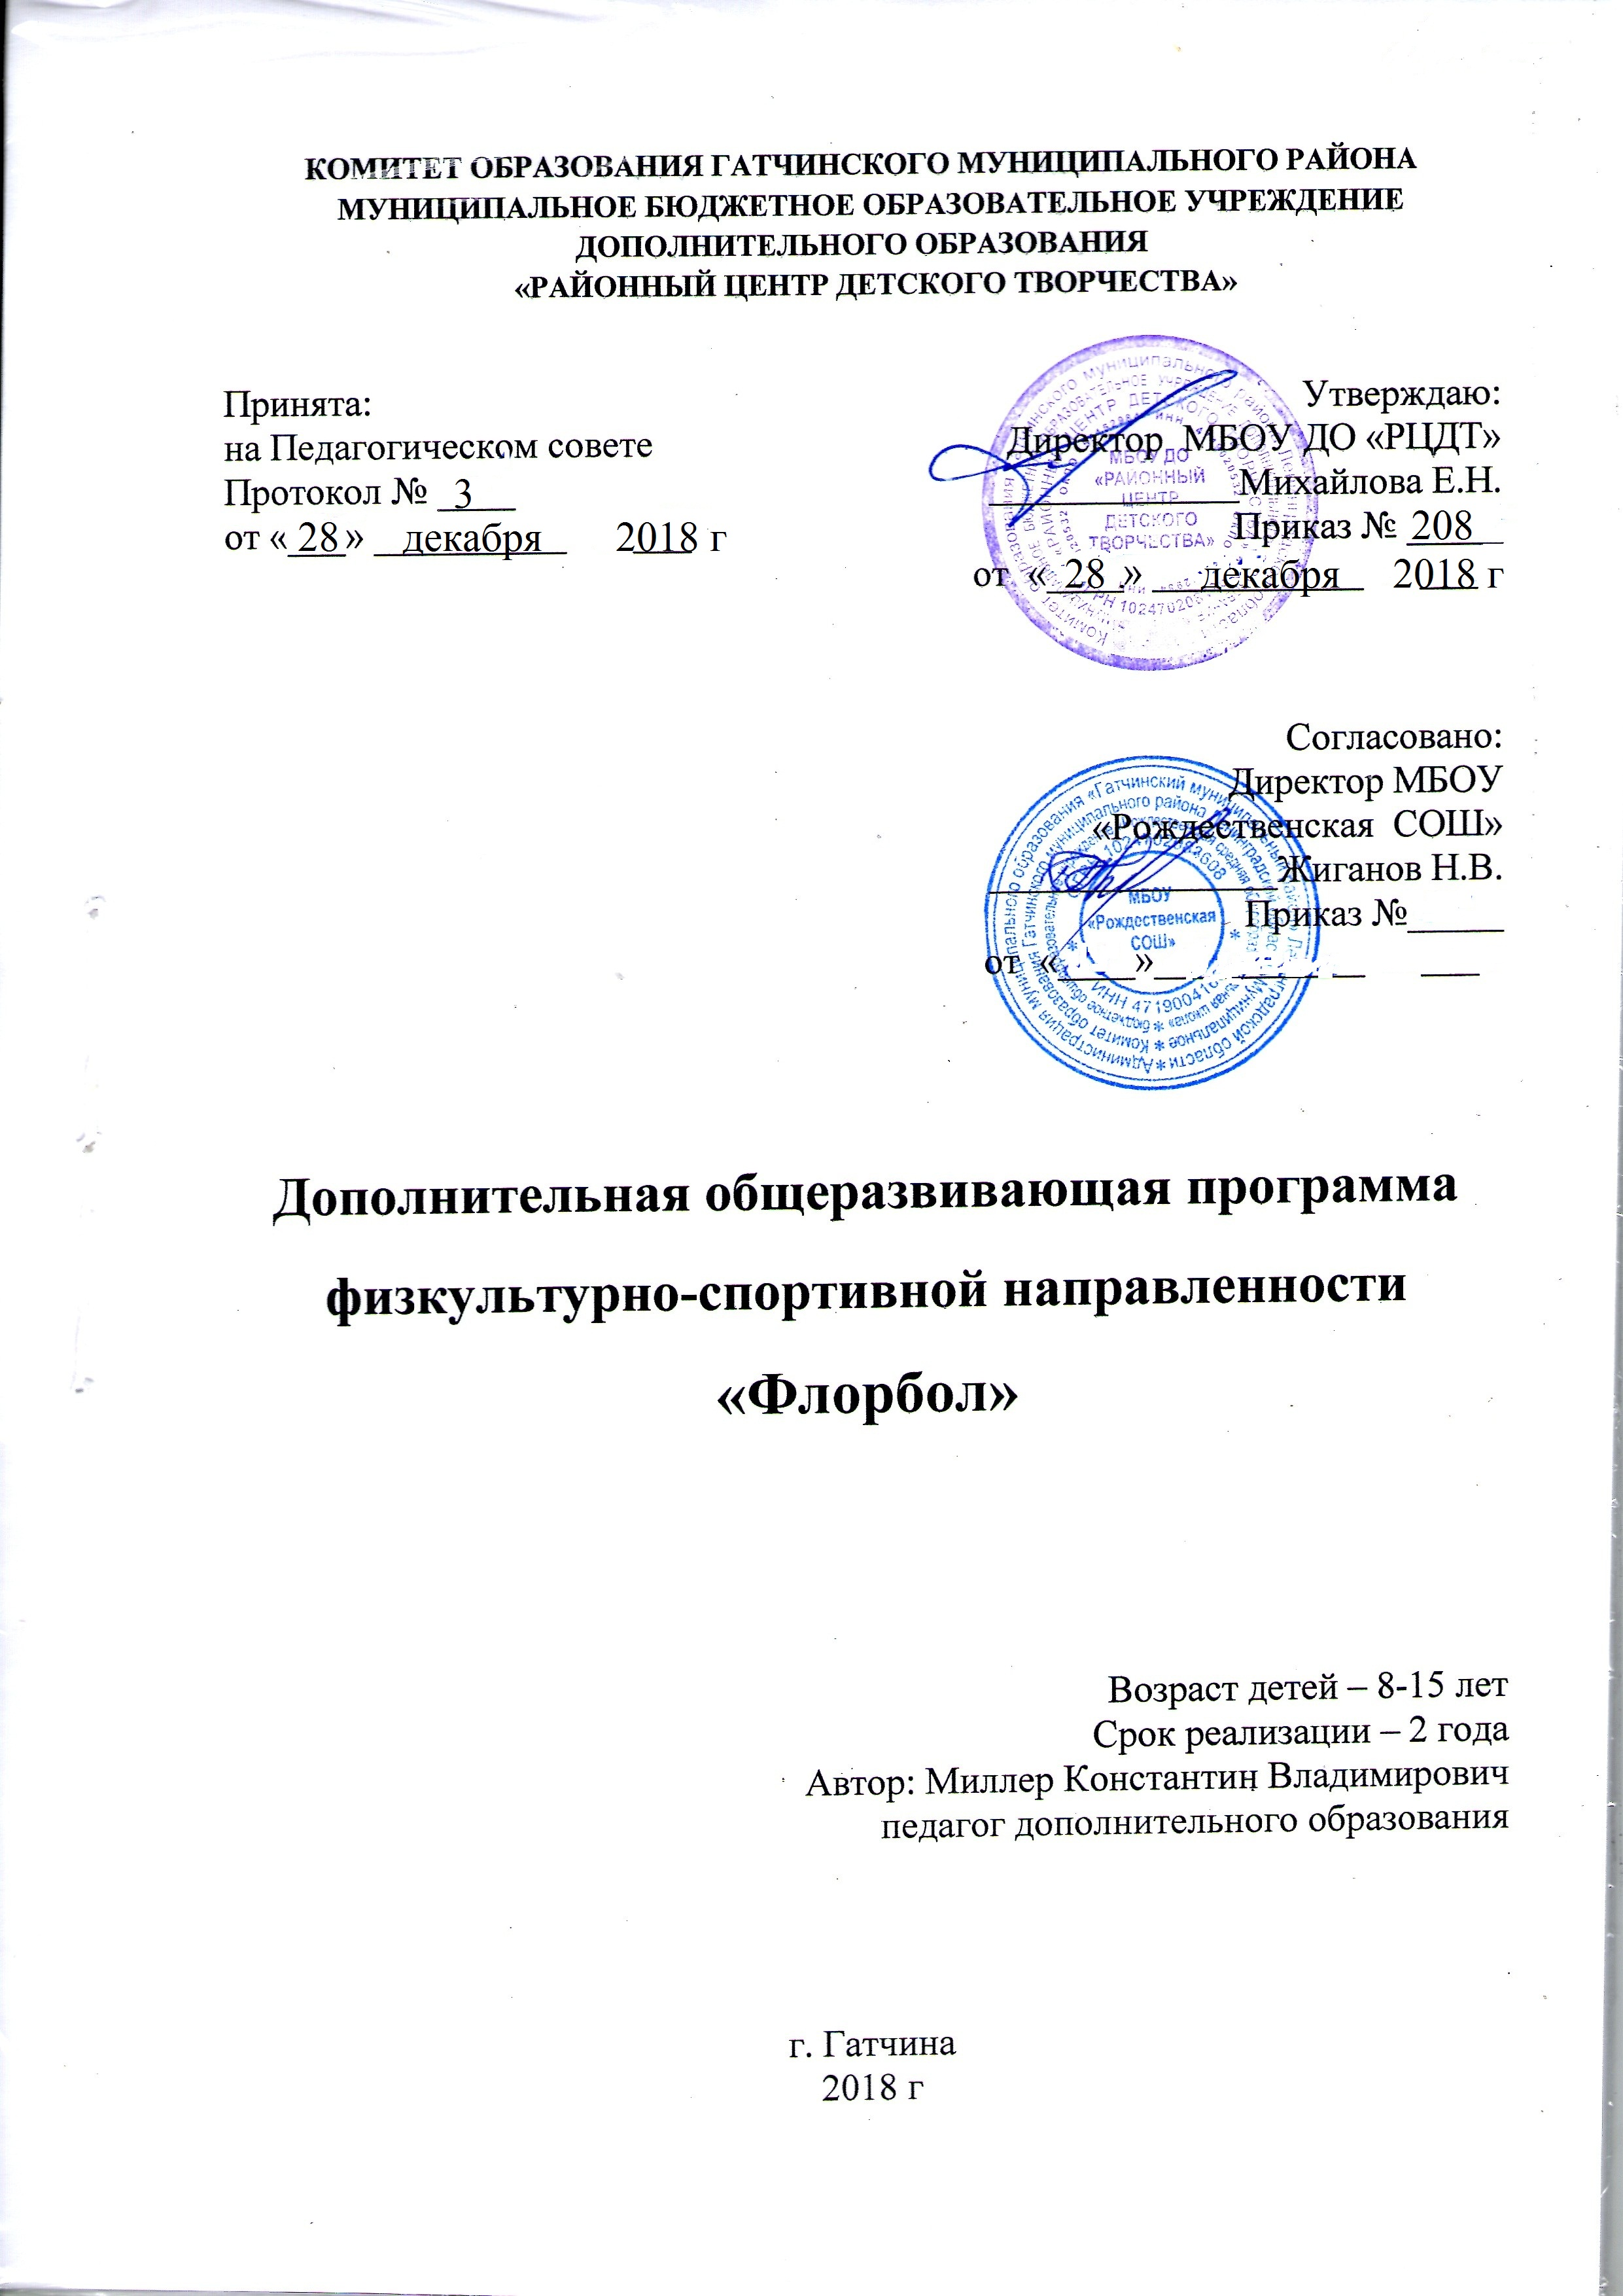 КОМИТЕТ ОБРАЗОВАНИЯ ГАТЧИНСКОГО МУНИЦИПАЛЬНОГО РАЙОНА
МУНИЦИПАЛЬНОЕ БЮДЖЕТНОЕ ОБРАЗОВАТЕЛЬНОЕ УЧРЕЖДЕНИЕ
ДОПОЛНИТЕЛЬНОГО ОБРАЗОВАНИЯ
«РАЙОННЫЙ ЦЕНТР ДЕТСКОГО ТВОРЧЕСТВА»
Принята:
на Педагогическом совете
Протокол № 3
от «28» декабря 2018 г
Утверждаю:
Директор МБОУ ДО «РЦДТ»
Михайлова Е.Н.
Приказ № 208
от «28» декабря 2018 г
МБОУ ДО
«РАЙОННЫЙ
ЦЕНТР
ДЕТСКОГО
ТВОРЧЕСТВА»
Согласовано:
Директор МБОУ
«Рождественская СОШ»
Жиганов Н.В.
Приказ №_____
от «____»
МБОУ
«Рождественская
СОШ»
Дополнительная общеразвивающая программа
физкультурно-спортивной направленности
«Флорбол»
Возраст детей – 8-15 лет
Срок реализации – 2 года
Автор: Миллер Константин Владимирович
педагог дополнительного образования
г. Гатчина
2018 г